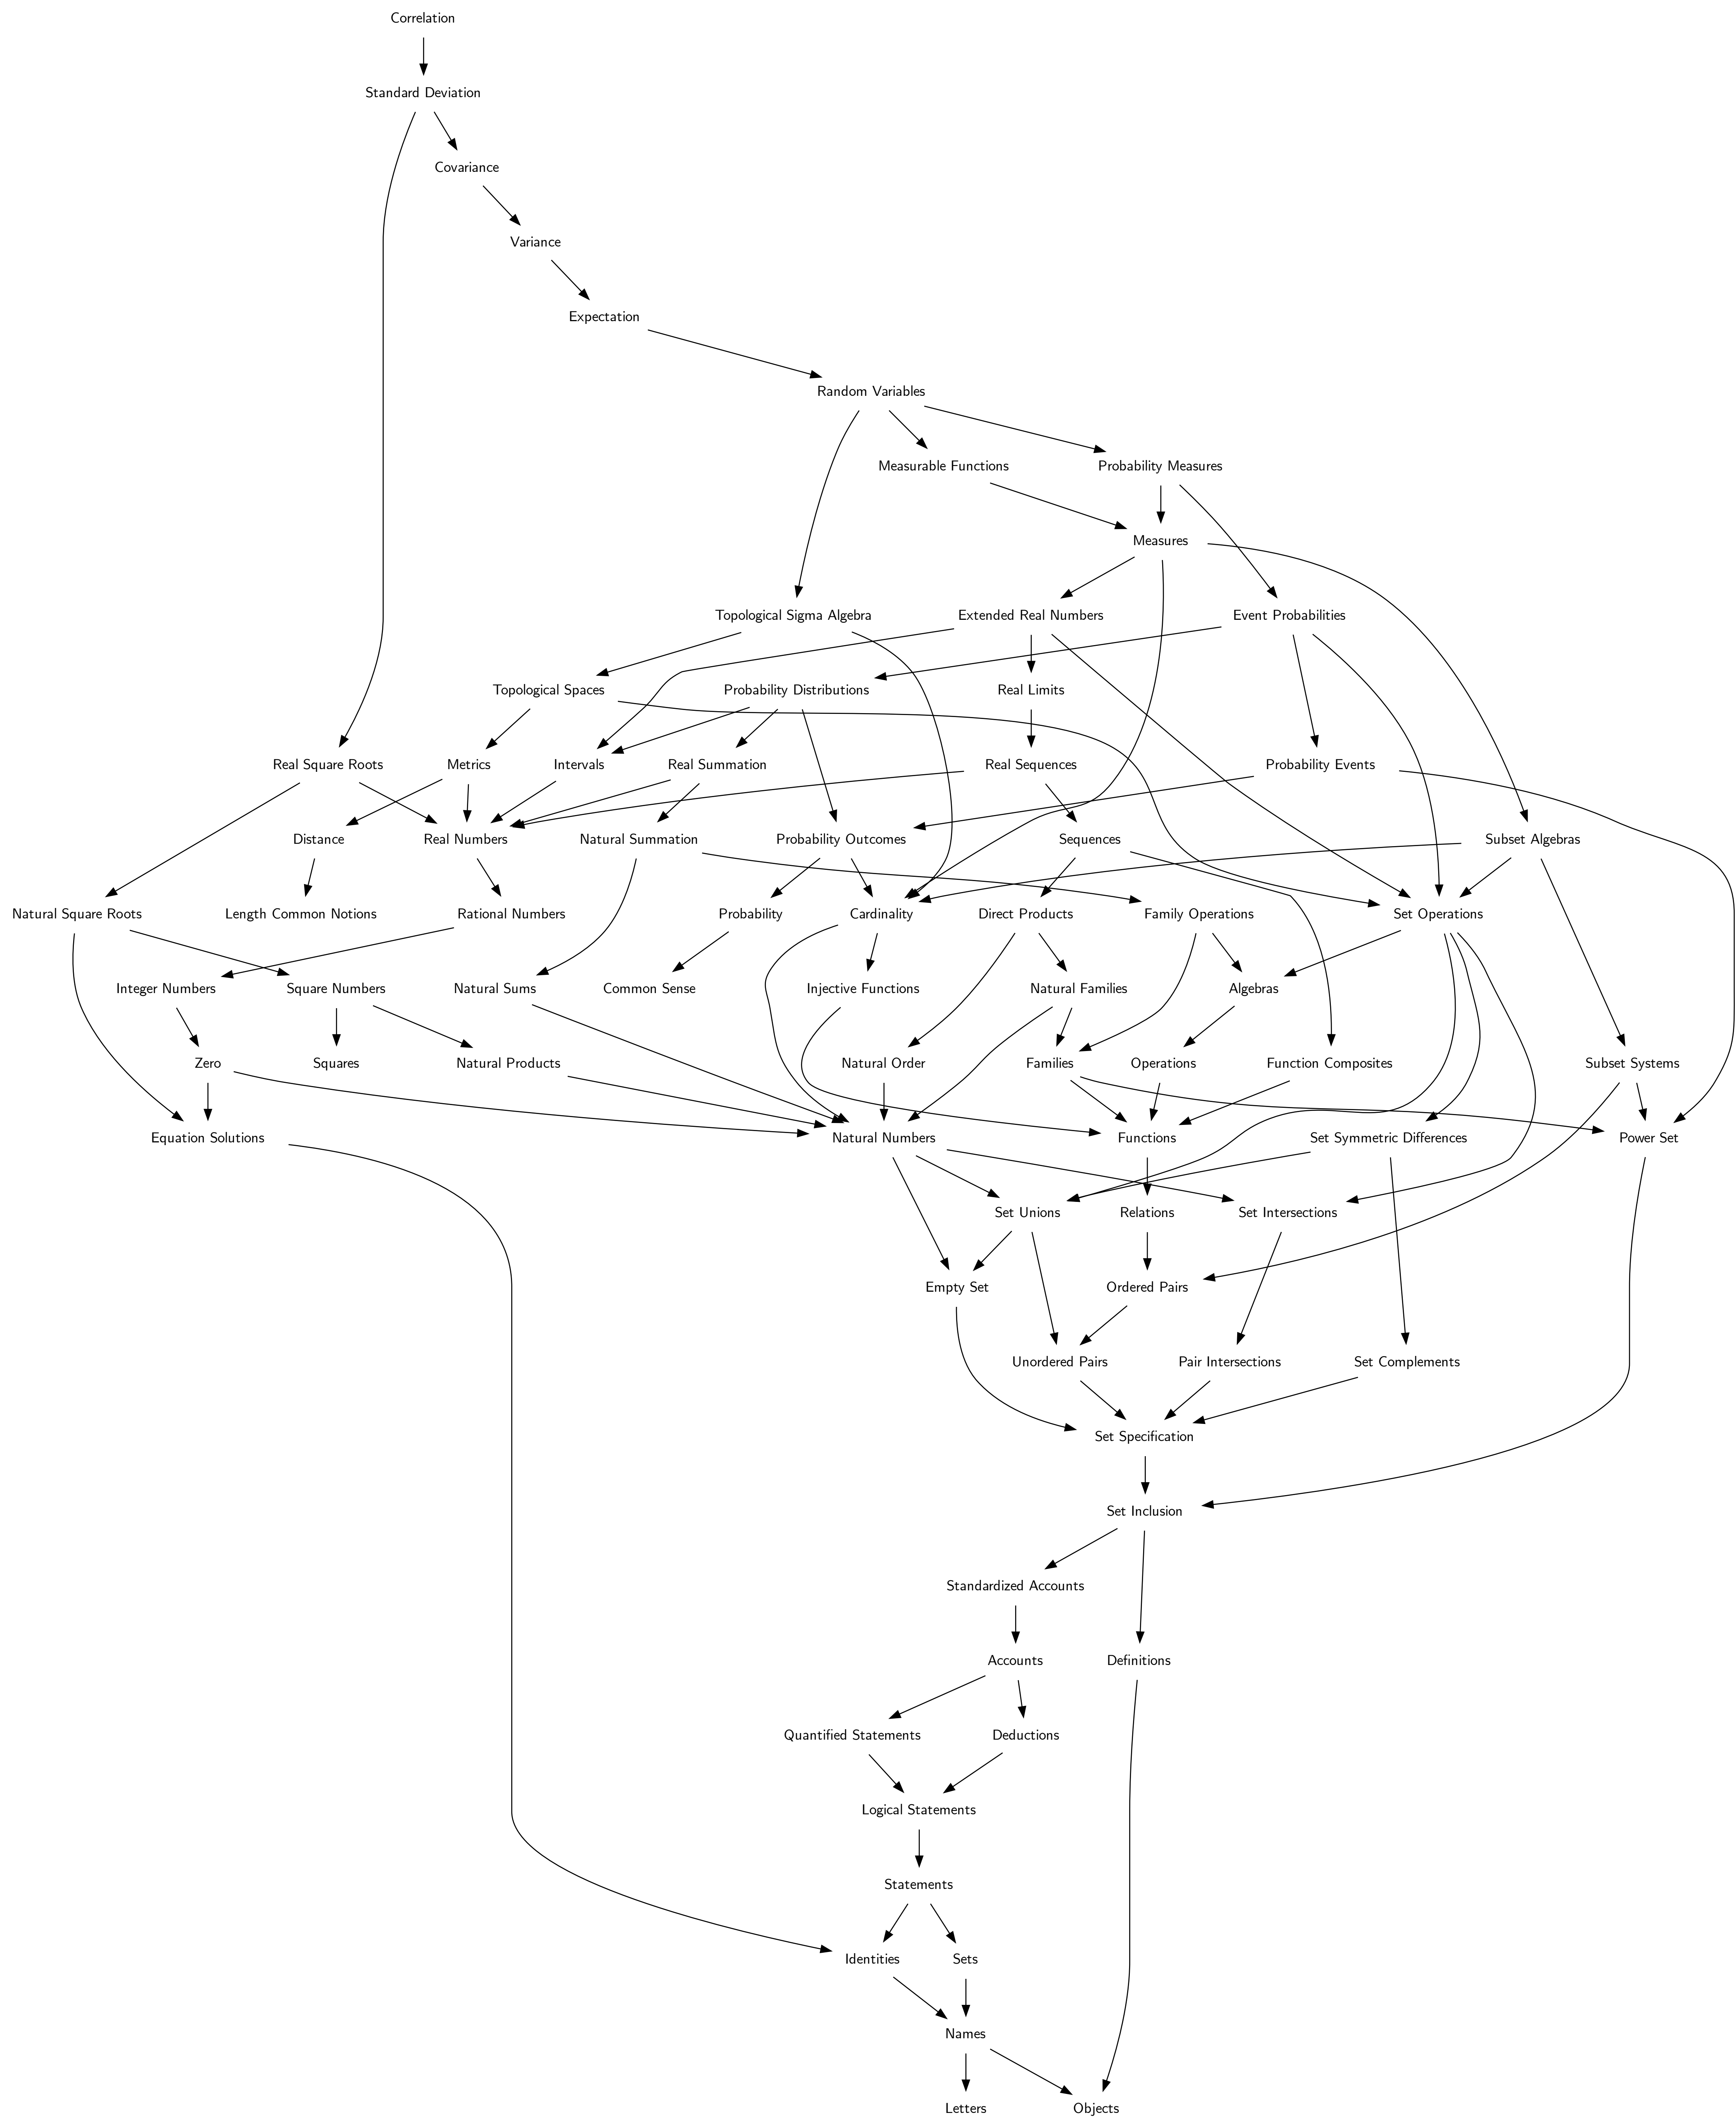 Correlation
Standard Deviation
Covariance
Variance
Expectation
Random Variables
Measurable Functions
Probability Measures
Measures
Topological Sigma Algebra
Extended Real Numbers
Event Probabilities
Topological Spaces
Probability Distributions
Real Limits
Real Square Roots
Metrics
Intervals
Real Summation
Real Sequences
Probability Events
Distance
Real Numbers
Natural Summation
Probability Outcomes
Sequences
Subset Algebras
Natural Square Roots
Length Common Notions
Rational Numbers
Probability
Cardinality
Direct Products
Family Operations
Set Operations
Integer Numbers
Square Numbers
Natural Sums
Common Sense
Injective Functions
Natural Families
Algebras
Zero
Squares
Natural Products
Natural Order
Families
Operations
Function Composites
Subset Systems
Equation Solutions
Natural Numbers
Functions
Set Symmetric Differences
Power Set
Set Unions
Relations
Set Intersections
Empty Set
Ordered Pairs
Unordered Pairs
Pair Intersections
Set Complements
Set Specification
Set Inclusion
Standardized Accounts
Accounts
Definitions
Quantified Statements
Deductions
Logical Statements
Statements
Identities
Sets
Names
Letters
Objects